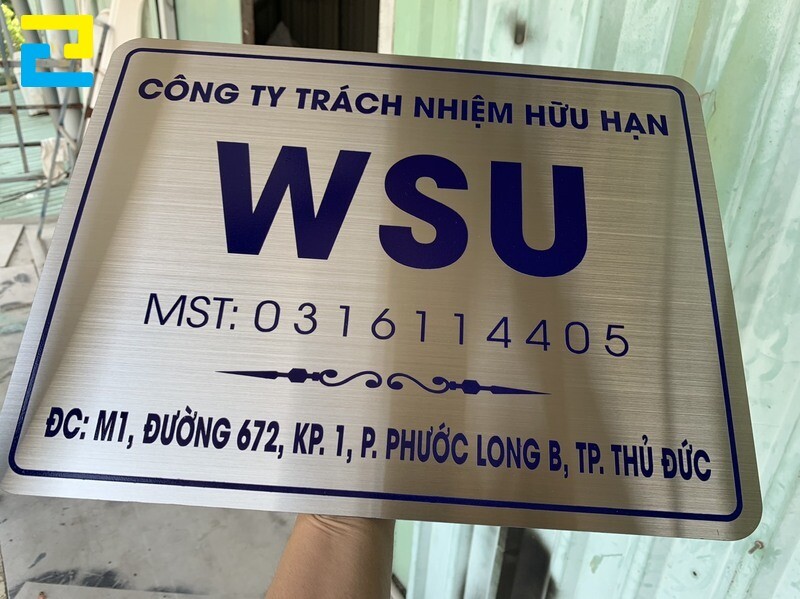 CÔNG TY TRÁCH NHIỆM HỮU HẠN
WSU
MST: 0316114405
ĐC: M1, ĐƯỜNG 672, KP. 1, P. PHƯỚC LONG B, TP. THỦ ĐỨC